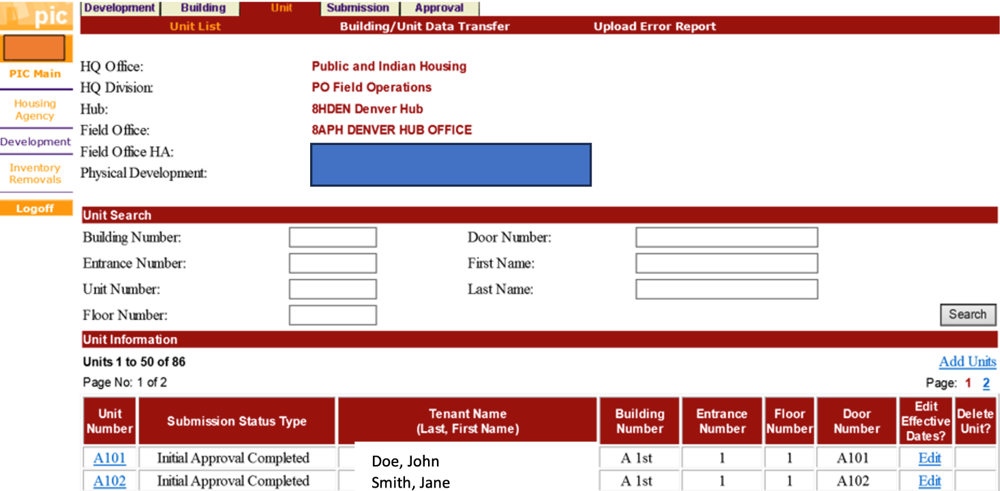 pic
Development Building Unit Submission Approval
Unit List Building/Unit Data Transfer Upload Error Report
PIC Main
Housing
Agency
Development
Inventory
Removals
Logoff
HQ Office: Public and Indian Housing
HQ Division: PO Field Operations
Hub: 8HDEN Denver Hub
Field Office: 8APH DENVER HUB OFFICE
Field Office HA:
Physical Development:
Unit Search
Building Number: Door Number:
Entrance Number: First Name:
Unit Number: Last Name:
Floor Number:
Search
Unit Information
Units 1 to 50 of 86 Add Units
Page No: 1 of 2 Page: 1 2
Unit Number Submission Status Type Tenant Name (Last, First Name) Building Number Entrance Number Floor Number Door Number Edit Effective Dates? Delete Unit?
A101 Initial Approval Completed Doe, John A 1st 1 1 A101 Edit
A102 Initial Approval Completed Smith, Jane A 1st 1 1 A102 Edit